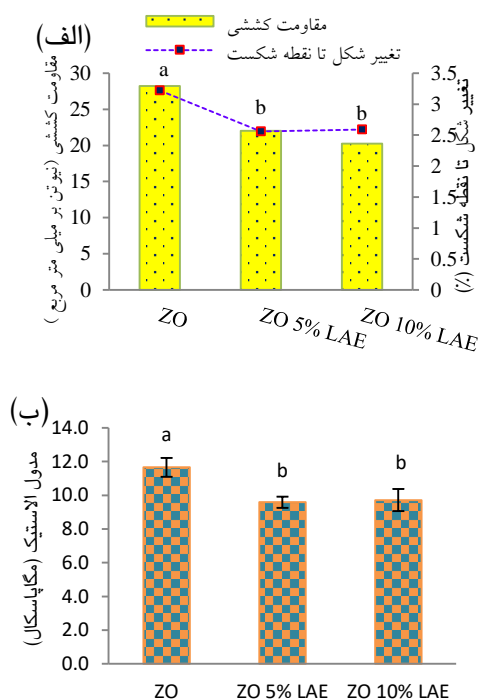 مقاومت کششی
تغییر شکل تا نقطه شکست
(الف)
مقاومت کششی (نیوتن بر میلی متر مربع )
30
25
20
15
10
5
0
a
b
b
3.5
3
2.5
2
1.5
1
0.5
0
تغییر شکل تا نقطه شکست (٪)
ZO
ZO 5% LAE
ZO 10% LAE
(ب)
مدول الاستیک (مگاپاسکال)
14.0
12.0
10.0
8.0
6.0
4.0
2.0
0.0
a
b
b
ZO
ZO 5% LAE
ZO 10% LAE